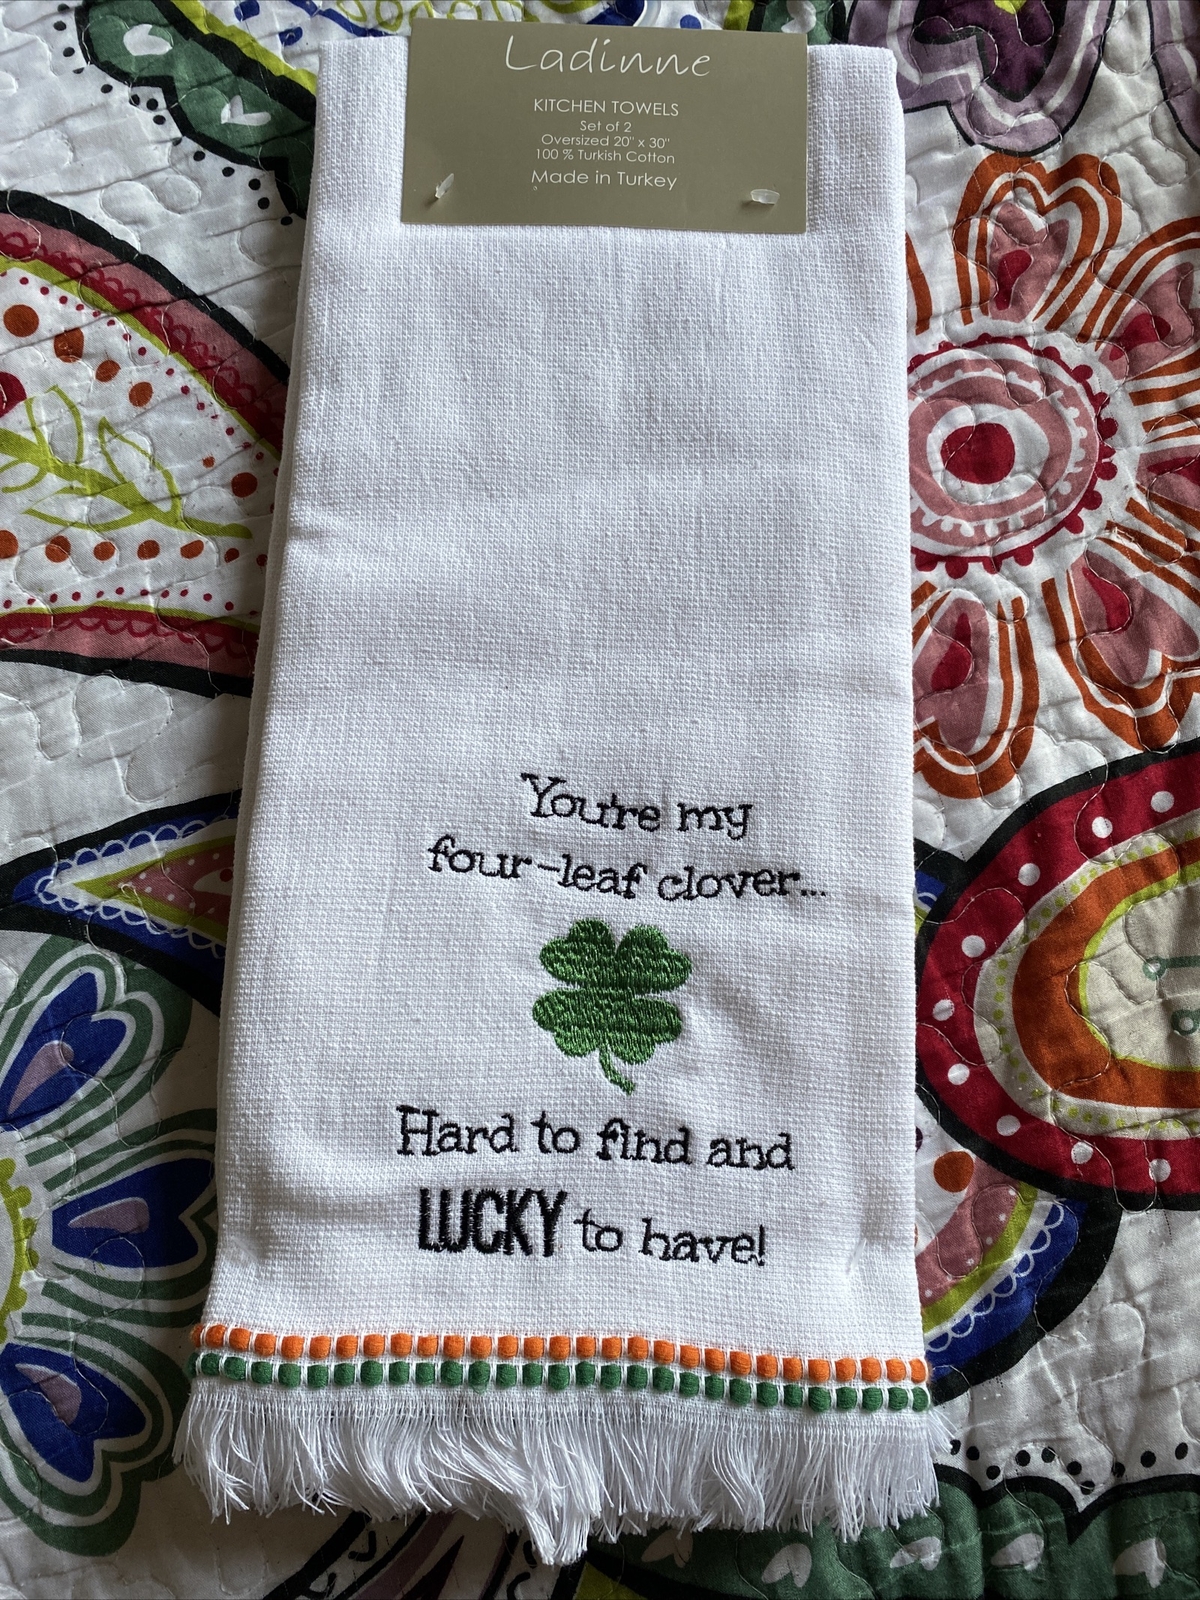 Ladinne
KITCHEN TOWELS
Set of 2
Oversized 20" x 30"
100 % Turkish Cotton
Made in Turkey
You're my
four-leaf clover...
Hard to find and
LUCKY to have!